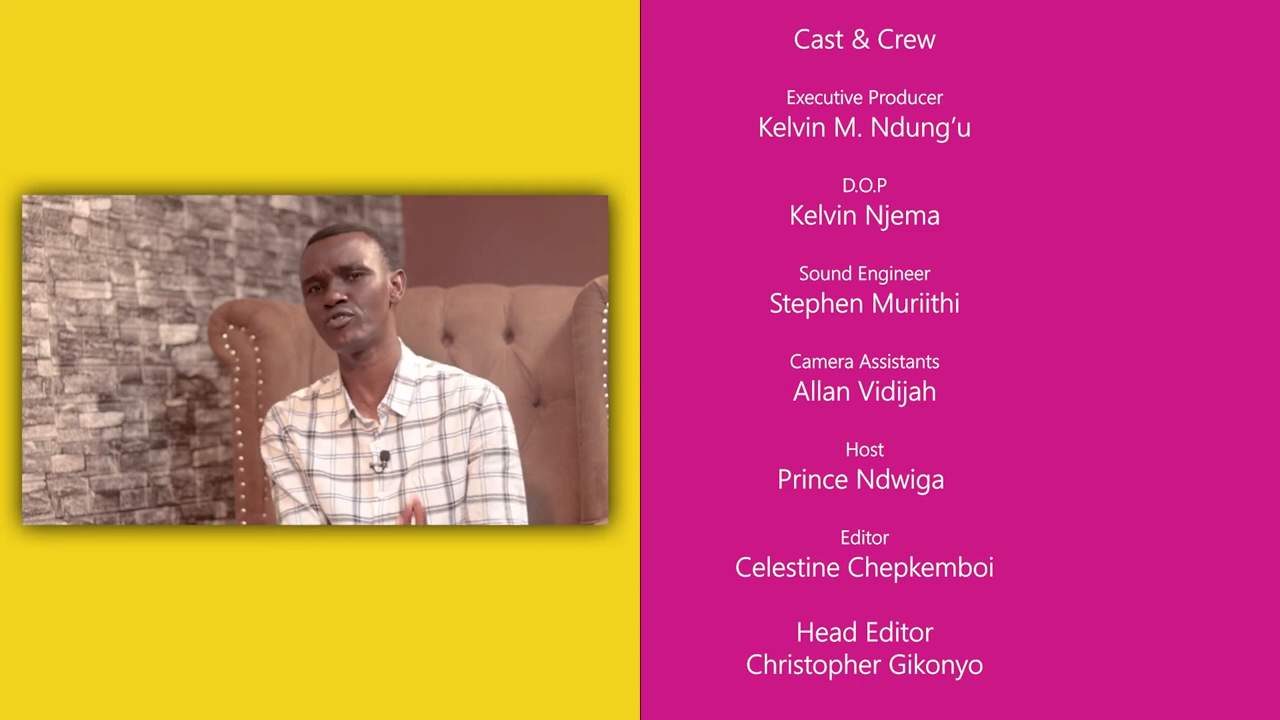 Cast & Crew
Executive Producer
Kelvin M. Ndung’u
D.O.P
Kelvin Njema
Sound Engineer
Stephen Muriithi
Camera Assistants
Allan Vidijah
Host
Prince Ndwiga
Editor
Celestine Chepkemboi
Head Editor
Christopher Gikonyo